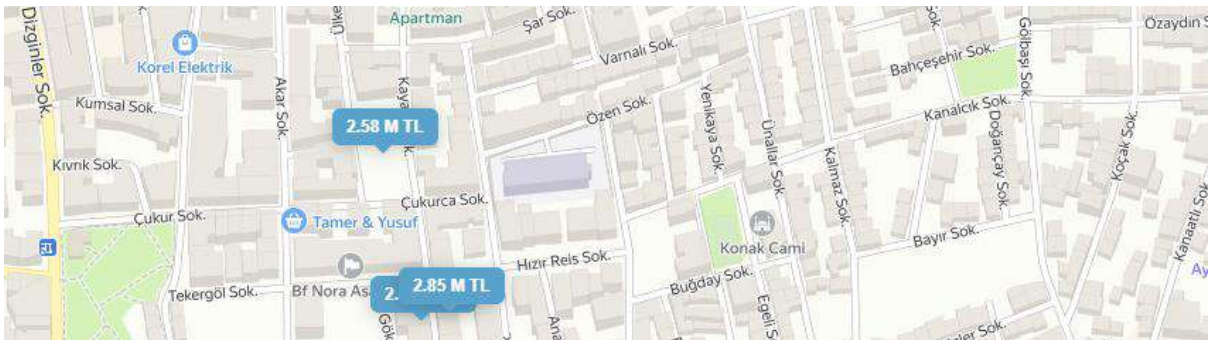 Dizginler Sok.
Apartman
Şar Sok.
Özaydın S
Gölbaşı Sok.
Varnalı Sok.
Bahçeşehir Sok.
Korel Elektrik
Akar Sok.
Kaya
Kumsal Sok.
Özen Sok.
Yenikaya Sok.
Kanalcık Sok.
2.58 M TL
Ünallar Sok.
Kalmaz Sok.
Doğançay Sok.
Koçak Sok.
Kıvrık Sok.
Çukurca Sok.
Çukur Sok.
Tamer & Yusuf
Konak Cami
Bayır Sok.
Kanaatlı Sok.
Hızır Reis Sok.
Buğday Sok.
Tekergöl Sok.
Bf Nora As
2.
2.85 M TL
Gök
Ana
Egeli S
Ay